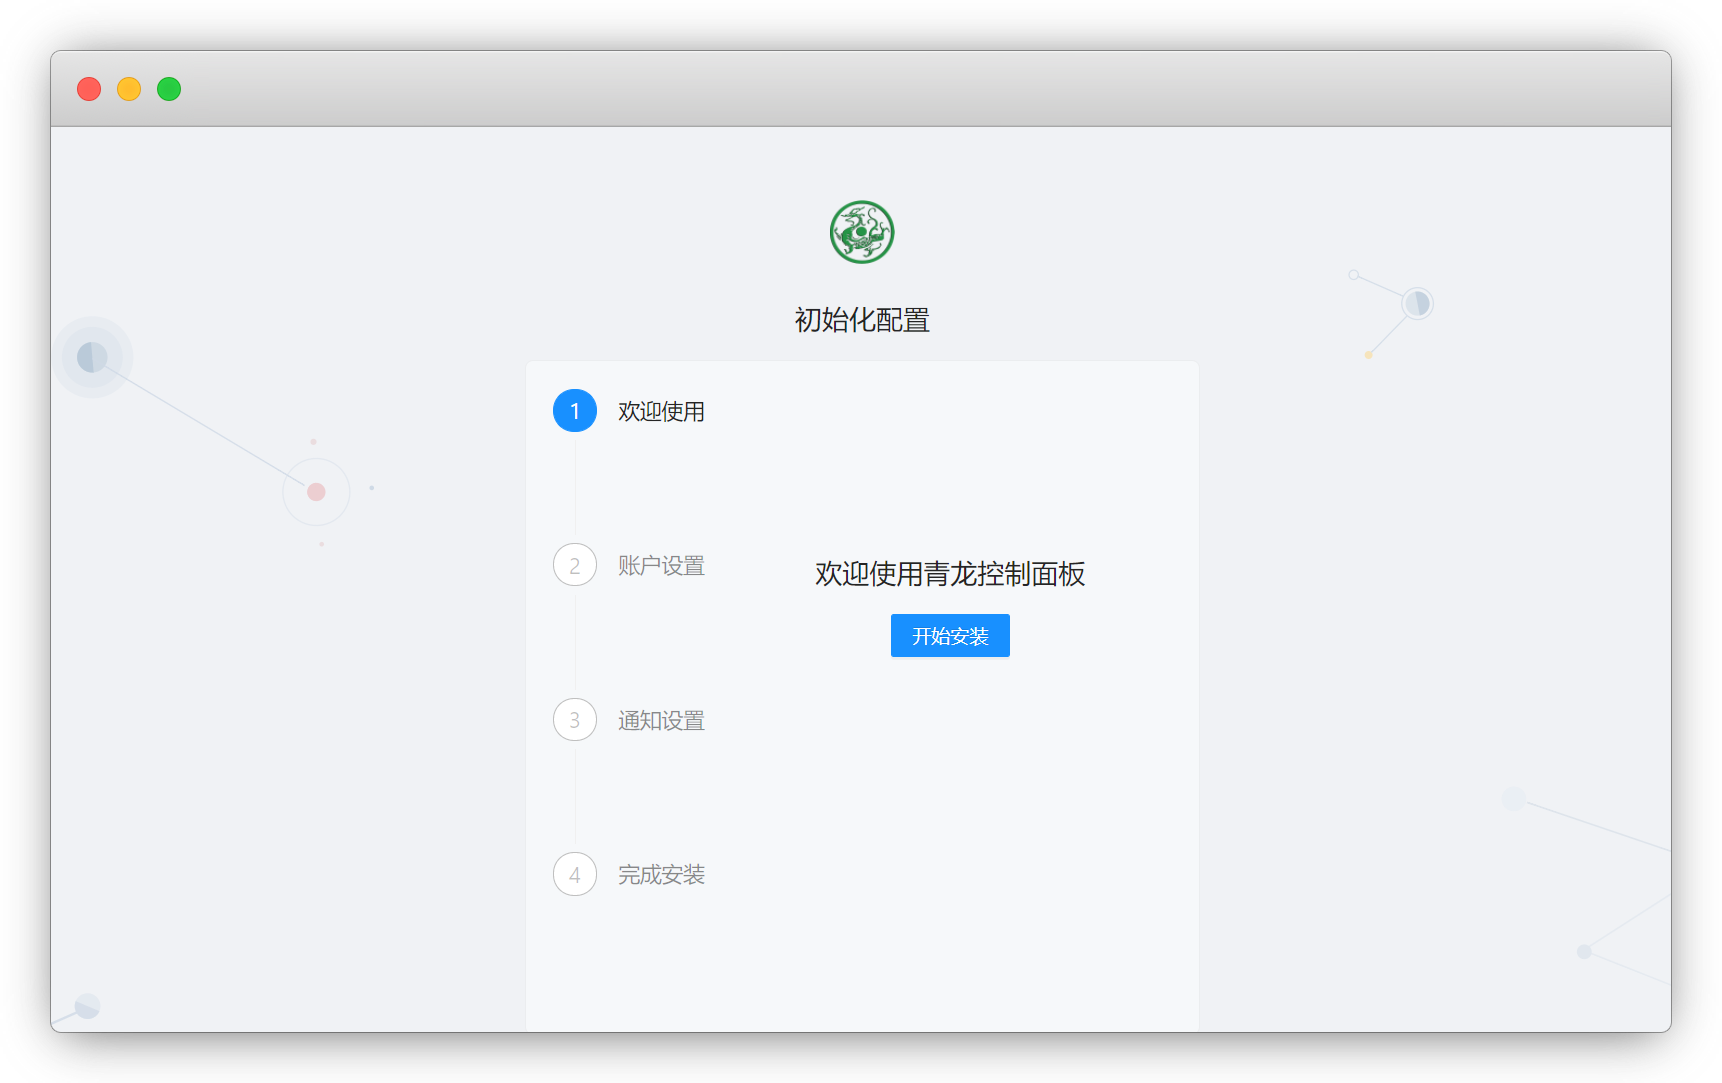 初始化配置
1 欢迎使用
2 账户设置
欢迎使用青龙控制面板
开始安装
3 通知设置
4 完成安装